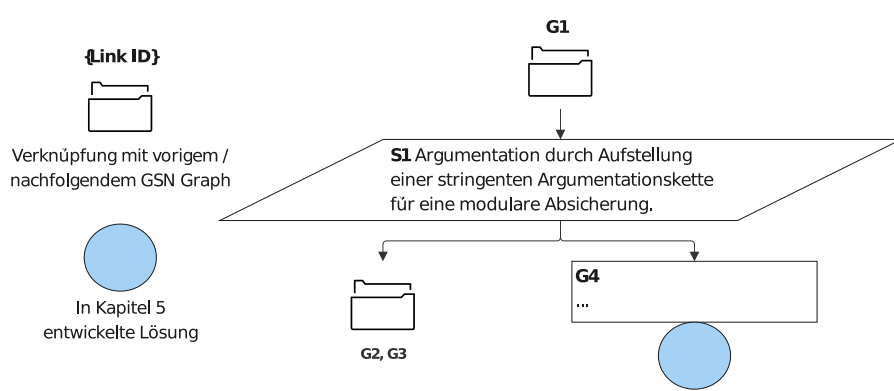 {Link ID}
Verknüpfung mit vorigem /
nachfolgendem GSN Graph
In Kapitel 5
entwickelte Lösung
G1
S1 Argumentation durch Aufstellung
einer stringenten Argumentationskette
für eine modulare Absicherung.
G2, G3
G4
...